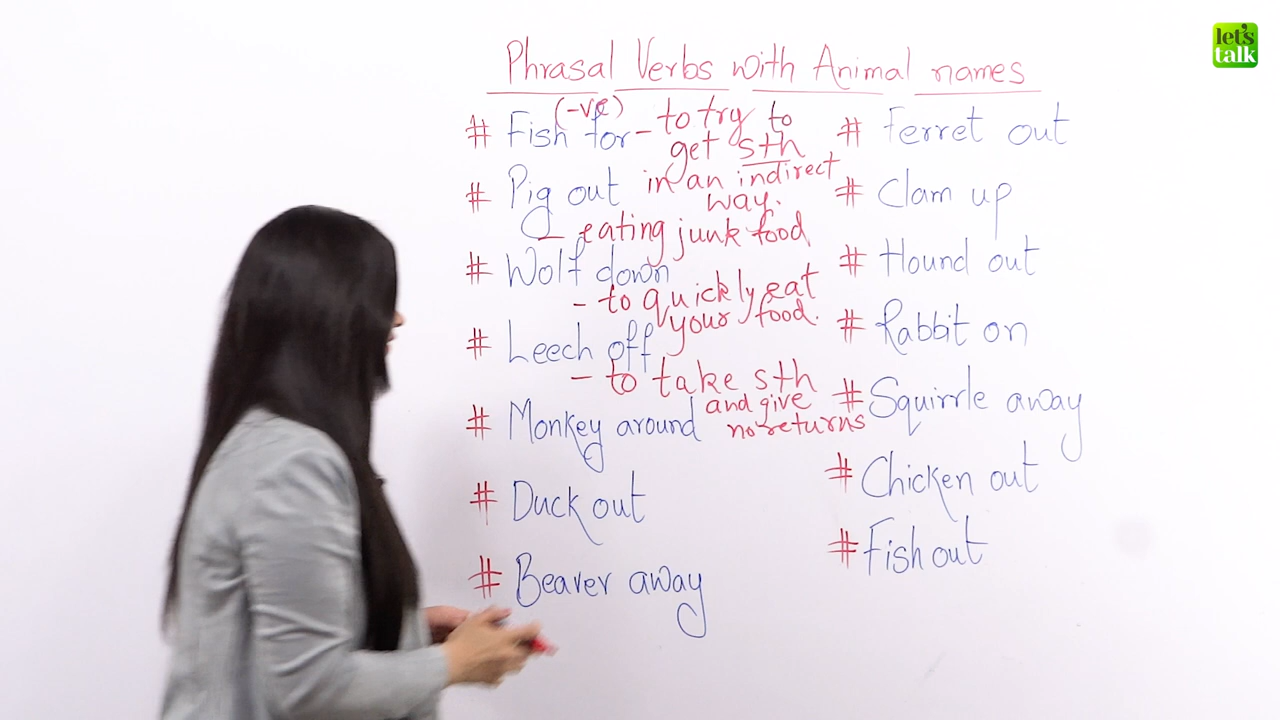 let's
talk
Phrasal Verbs with Animal names
# Fish for (-ve) - to try to
get sth
in an indirect
way.
# Pig out
- eating junk food
# Wolf down
- to quickly eat
your food.
# Leech off
- to take sth
and give
no returns
# Monkey around
# Duck out
# Beaver away
# Ferret out
# Clam up
# Hound out
# Rabbit on
# Squirrle away
# Chicken out
# Fish out